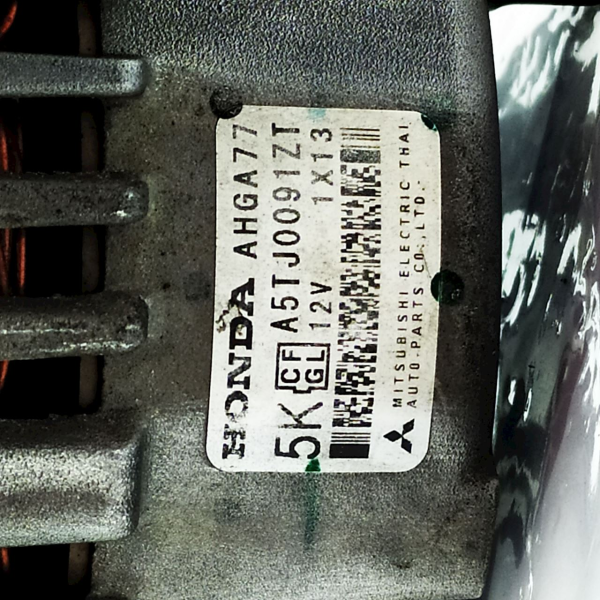 HONDA AHGA77
5K CF GL A5TJ0091ZT
12V 1X13
MITSUBISHI ELECTRIC THAI
AUTO-PARTS CO.,LTD.